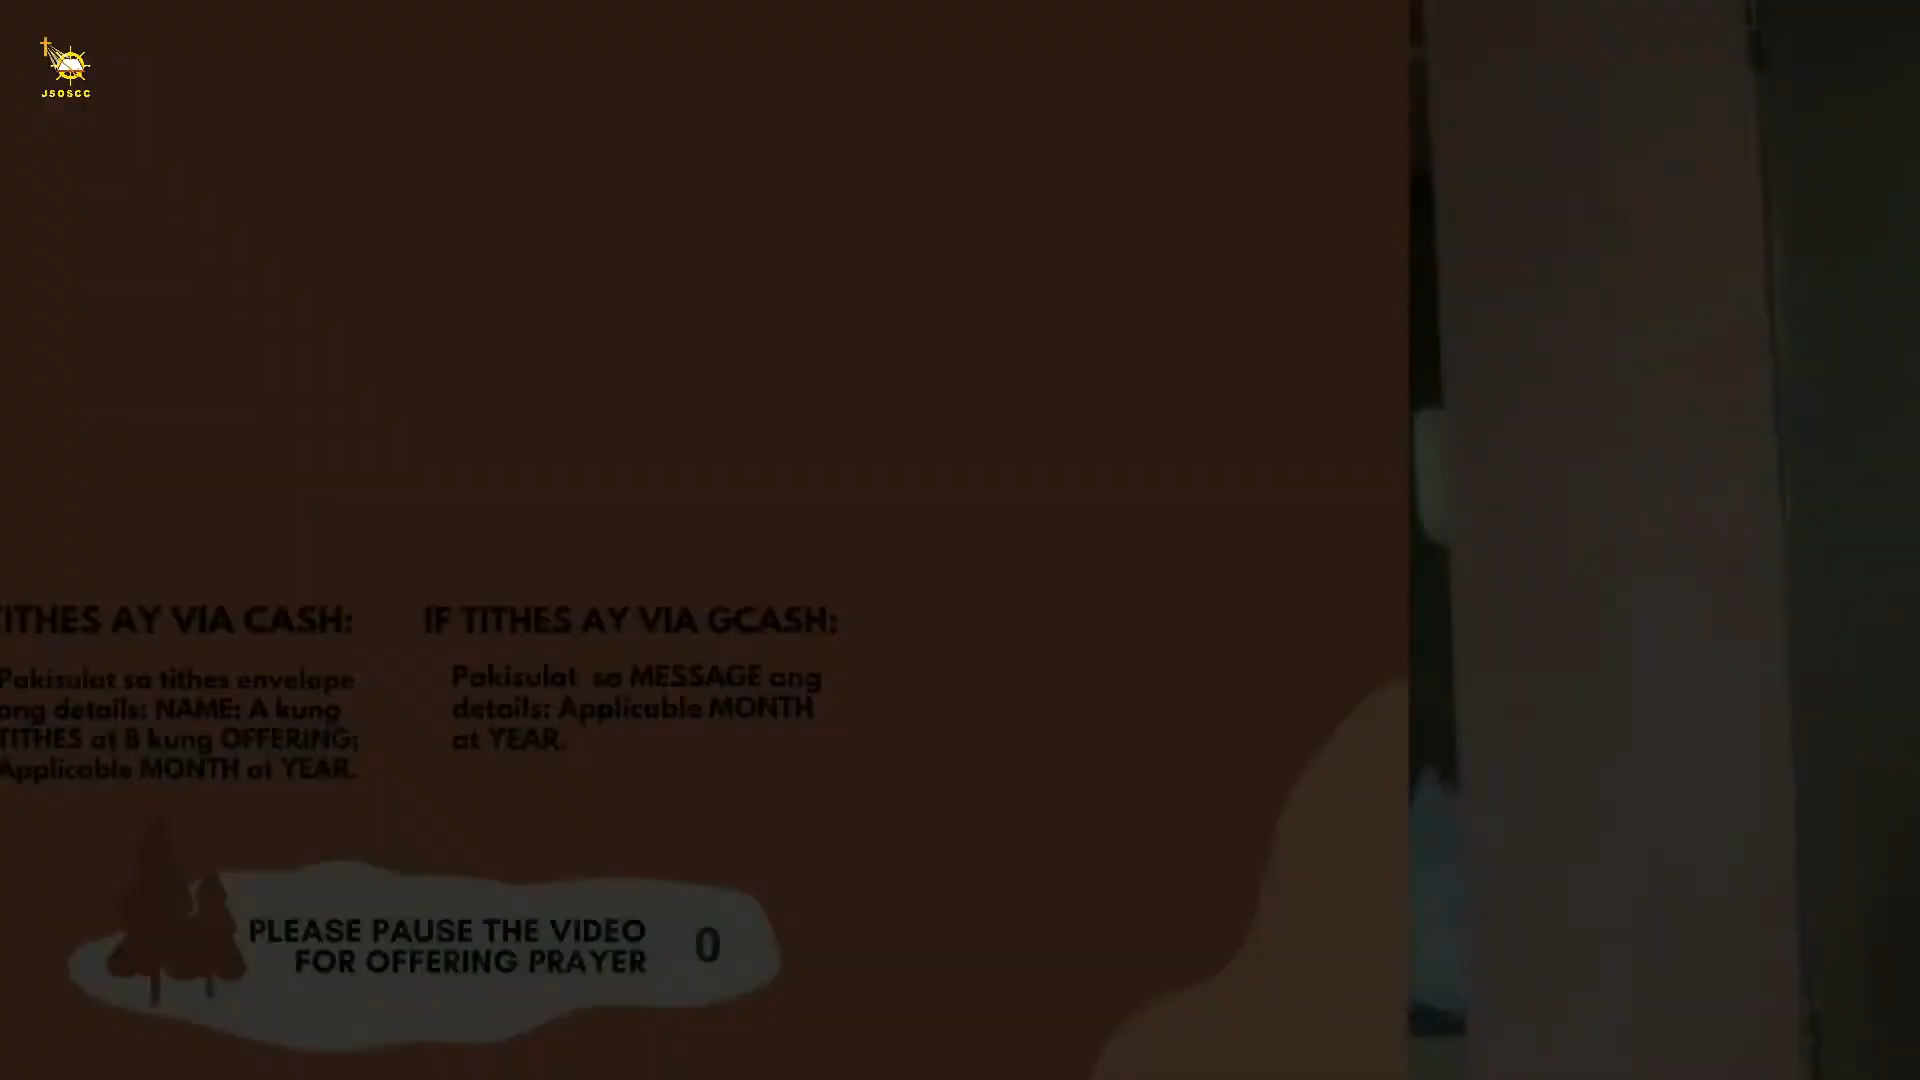 JSOSCC
TITHES AY VIA CASH:
Pakisulat sa tithes envelope
ang details: NAME; A kung
TITHES at B kung OFFERING;
Applicable MONTH at YEAR.
IF TITHES AY VIA GCASH:
Pakisulat sa MESSAGE ang
details: Applicable MONTH
at YEAR.
PLEASE PAUSE THE VIDEO
FOR OFFERING PRAYER
0